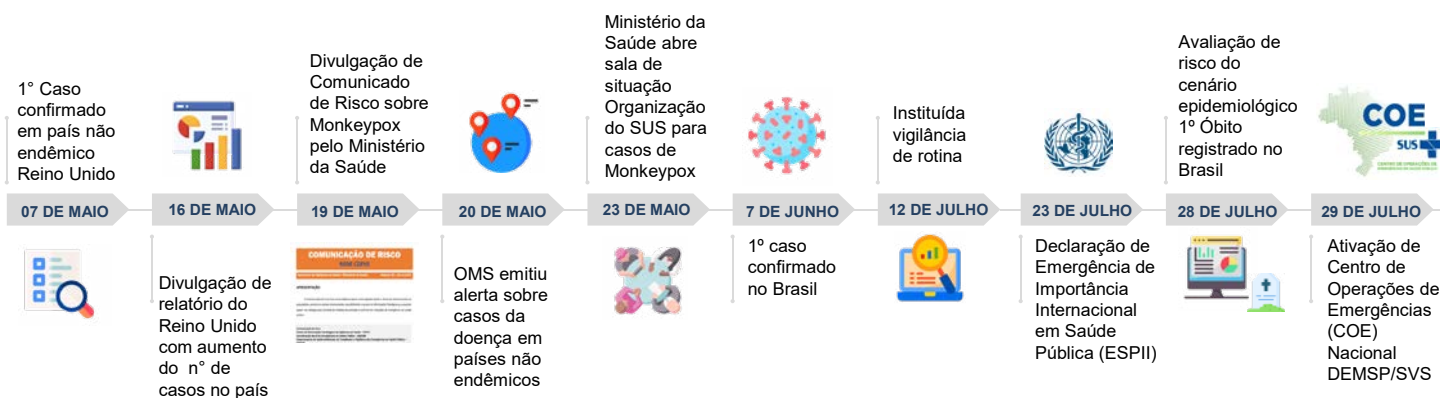 1° Caso
confirmado
em país não
endêmico
Reino Unido
07 DE MAIO
16 DE MAIO
Divulgação de
relatório do
Reino Unido
com aumento
do n° de
casos no país
Divulgação de
Comunicado
de Risco sobre
Monkeypox
pelo Ministério
da Saúde
19 DE MAIO
COMUNICAÇÃO DE RISCO
20 DE MAIO
OMS emitiu
alerta sobre
casos da
doença em
países não
endêmicos
Ministério da
Saúde abre
sala de
situação
Organização
do SUS para
casos de
Monkeypox
23 DE MAIO
7 DE JUNHO
1º caso
confirmado
no Brasil
Instituída
vigilância
de rotina
12 DE JULHO
23 DE JULHO
Declaração de
Emergência de
Importância
Internacional
em Saúde
Pública (ESPII)
Avaliação de
risco do
cenário
epidemiológico
1º Óbito
registrado no
Brasil
28 DE JULHO
COE
SUS
CENTRO DE OPERAÇÕES DE
29 DE JULHO
Ativação de
Centro de
Operações de
Emergências
(COE)
Nacional
DEMSP/SVS